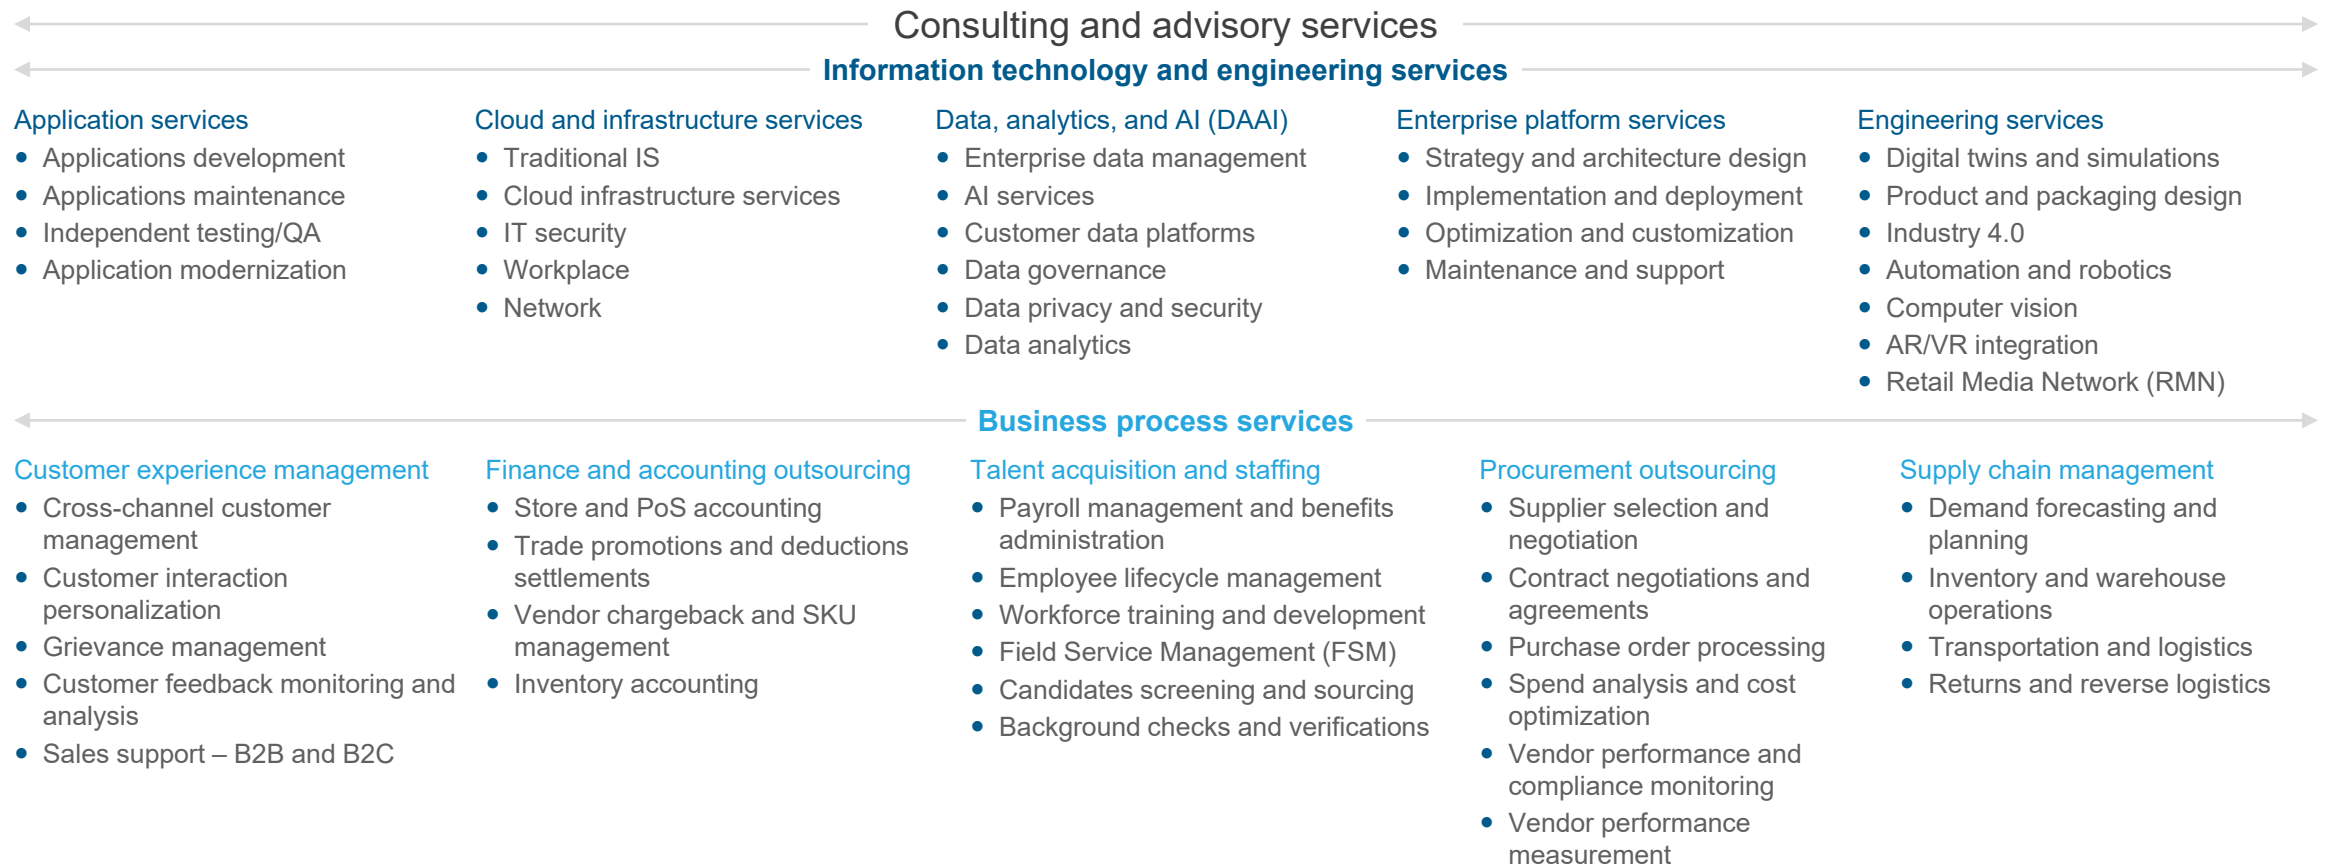 Consulting and advisory services
Information technology and engineering services
Application services
• Applications development
• Applications maintenance
• Independent testing/QA
• Application modernization
Cloud and infrastructure services
• Traditional IS
• Cloud infrastructure services
• IT security
• Workplace
• Network
Data, analytics, and AI (DAAI)
• Enterprise data management
• AI services
• Customer data platforms
• Data governance
• Data privacy and security
• Data analytics
Enterprise platform services
• Strategy and architecture design
• Implementation and deployment
• Optimization and customization
• Maintenance and support
Engineering services
• Digital twins and simulations
• Product and packaging design
• Industry 4.0
• Automation and robotics
• Computer vision
• AR/VR integration
• Retail Media Network (RMN)
Business process services
Customer experience management
• Cross-channel customer
management
• Customer interaction
personalization
• Grievance management
• Customer feedback monitoring and
analysis
• Sales support – B2B and B2C
Finance and accounting outsourcing
• Store and PoS accounting
• Trade promotions and deductions
settlements
• Vendor chargeback and SKU
management
• Inventory accounting
Talent acquisition and staffing
• Payroll management and benefits
administration
• Employee lifecycle management
• Workforce training and development
• Field Service Management (FSM)
• Candidates screening and sourcing
• Background checks and verifications
Procurement outsourcing
• Supplier selection and
negotiation
• Contract negotiations and
agreements
• Purchase order processing
• Spend analysis and cost
optimization
• Vendor performance and
compliance monitoring
• Vendor performance
measurement
Supply chain management
• Demand forecasting and
planning
• Inventory and warehouse
operations
• Transportation and logistics
• Returns and reverse logistics